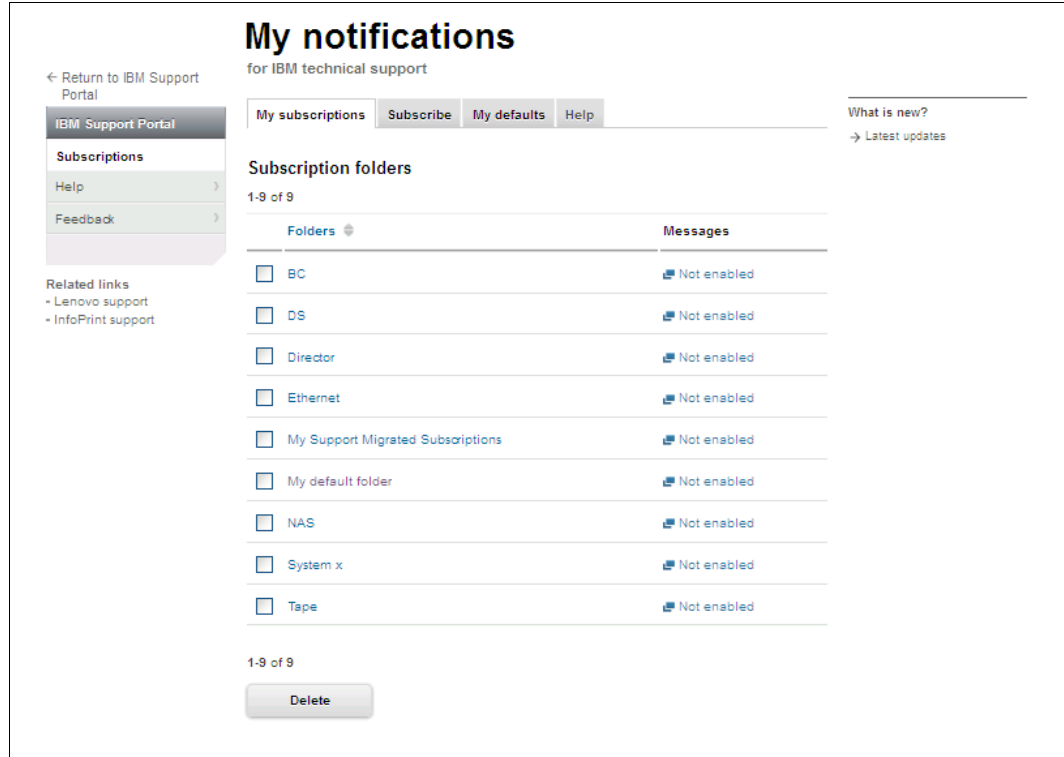 My notifications
for IBM technical support
← Return to IBM Support
Portal
IBM Support Portal
Subscriptions
Help
Feedback
Related links
- Lenovo support
- InfoPrint support
My subscriptions Subscribe My defaults Help
Subscription folders
1-9 of 9
Folders Messages
BC Not enabled
DS Not enabled
Director Not enabled
Ethernet Not enabled
My Support Migrated Subscriptions Not enabled
My default folder Not enabled
NAS Not enabled
System x Not enabled
Tape Not enabled
1-9 of 9
Delete
What is new?
→ Latest updates